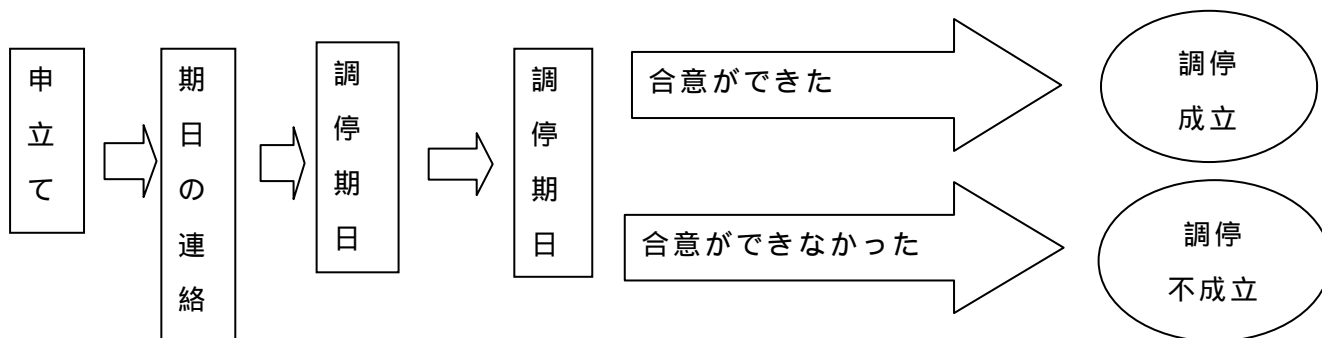 申立て
期日の連絡
調停期日
調停期日
合意ができた
調停
成立
合意ができなかった
調停
不成立